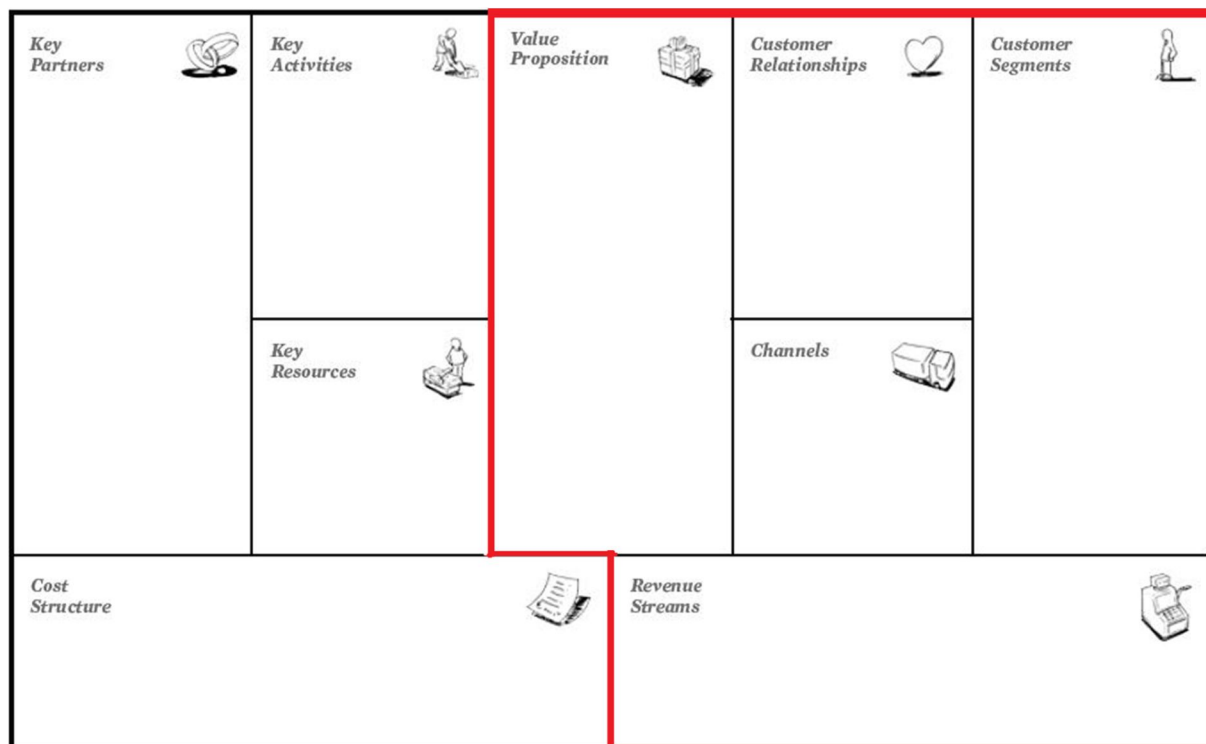 Key
Partners
Key
Activities
Value
Proposition
Customer
Relationships
Customer
Segments
Key
Resources
Channels
Cost
Structure
Revenue
Streams